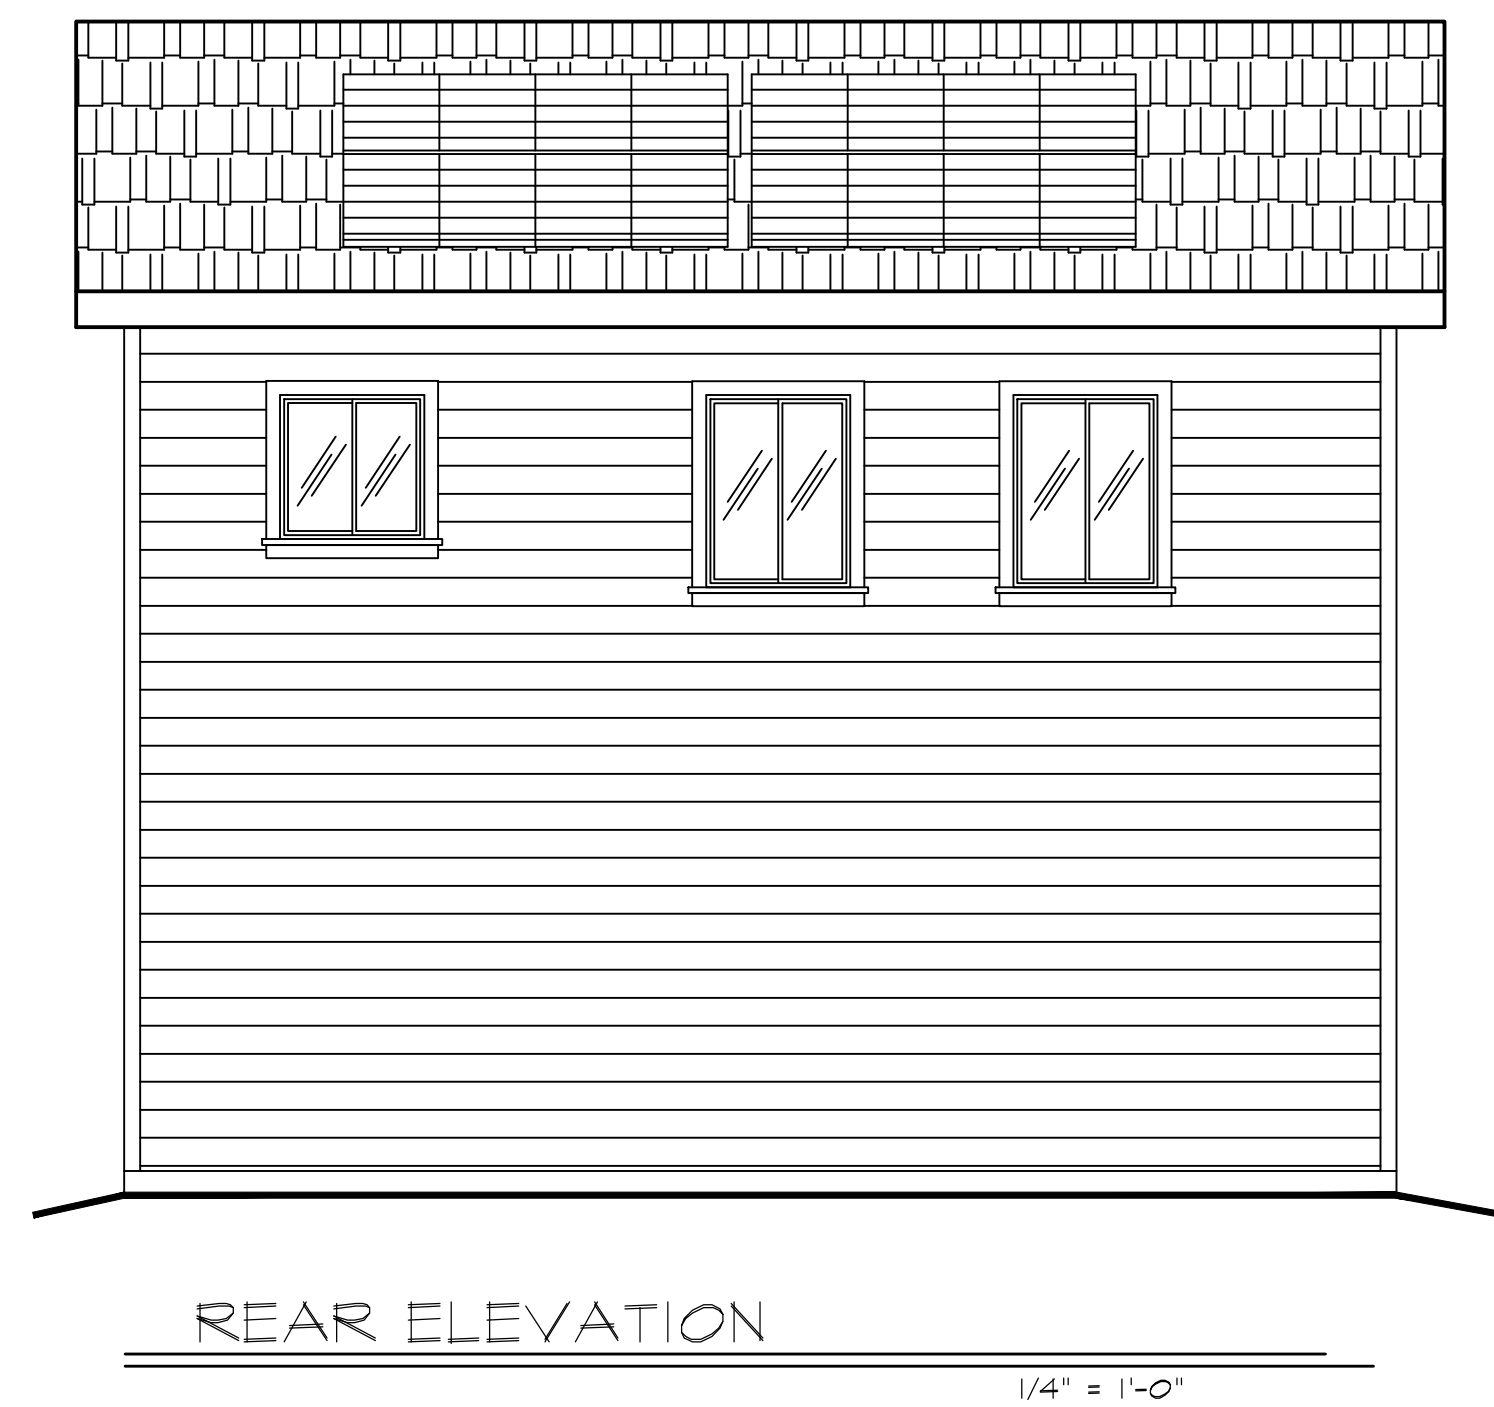 REAR ELEVATION
1/4" = 1'-0"